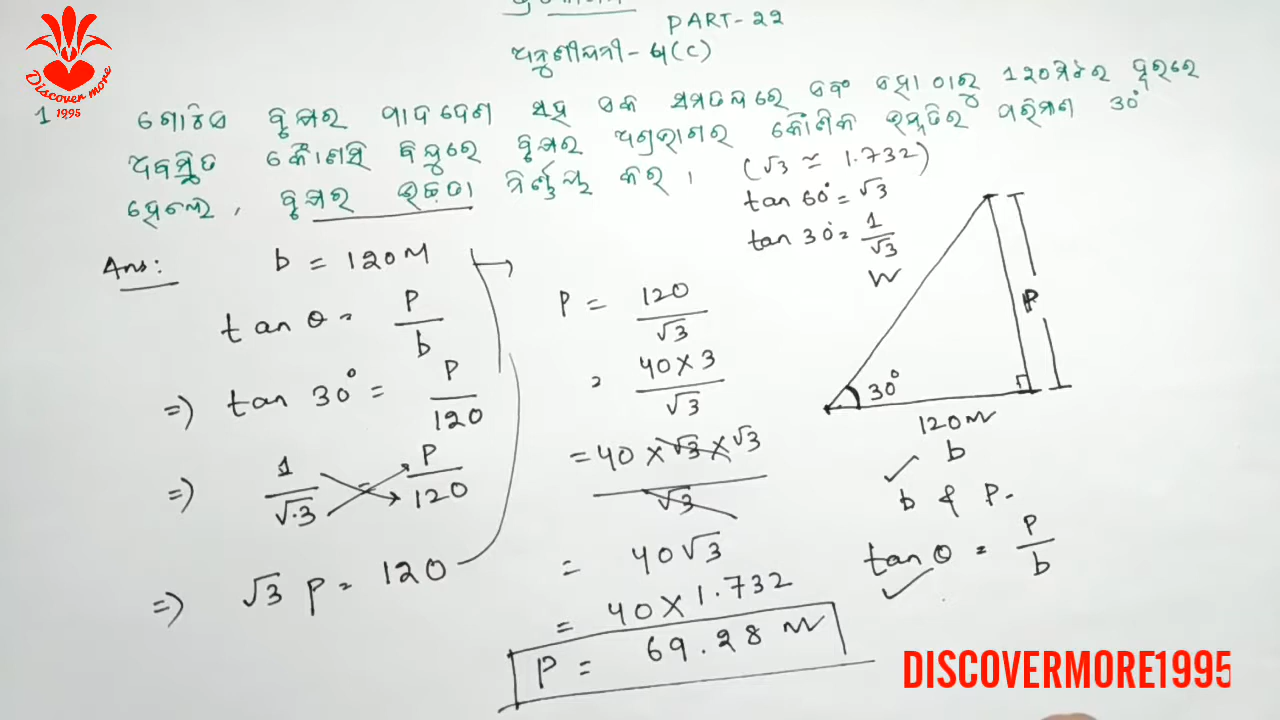 PART-22
ଅନୁଶୀଳନୀ-4(C)
Discover more
1995
1 ଗୋଟିଏ ବୃକ୍ଷର ପାଦଦେଶ ସହ ଏକ ସମତଳରେ ଏବଂ ତାହା ଠାରୁ 120 ମିଟର ଦୂରରେ
ଅବସ୍ଥିତ କୌଣସି ବିନ୍ଦୁରେ ବୃକ୍ଷର ଅଗ୍ରଭାଗର କୌଣିକ ଉନ୍ନତିର ପରିମାଣ 30°
ହେଲେ, ବୃକ୍ଷର ଉଚ୍ଚତା ନିର୍ଣ୍ଣୟ କର।
(√3 ≃ 1.732)
tan 60° = √3
tan 30° = 1/√3
Ans:
b = 120M
tan θ = P/b
⇒) tan 30° = P/120
⇒) 1/√3 = P/120
⇒) √3 P = 120
P = 120/√3
= 40×3/√3
= 40×√3×√3/√3
= 40√3
= 40×1.732
P = 69.28 m
P
30°
120m
b
b & P.
tan θ = P/b
DISCOVERMORE1995